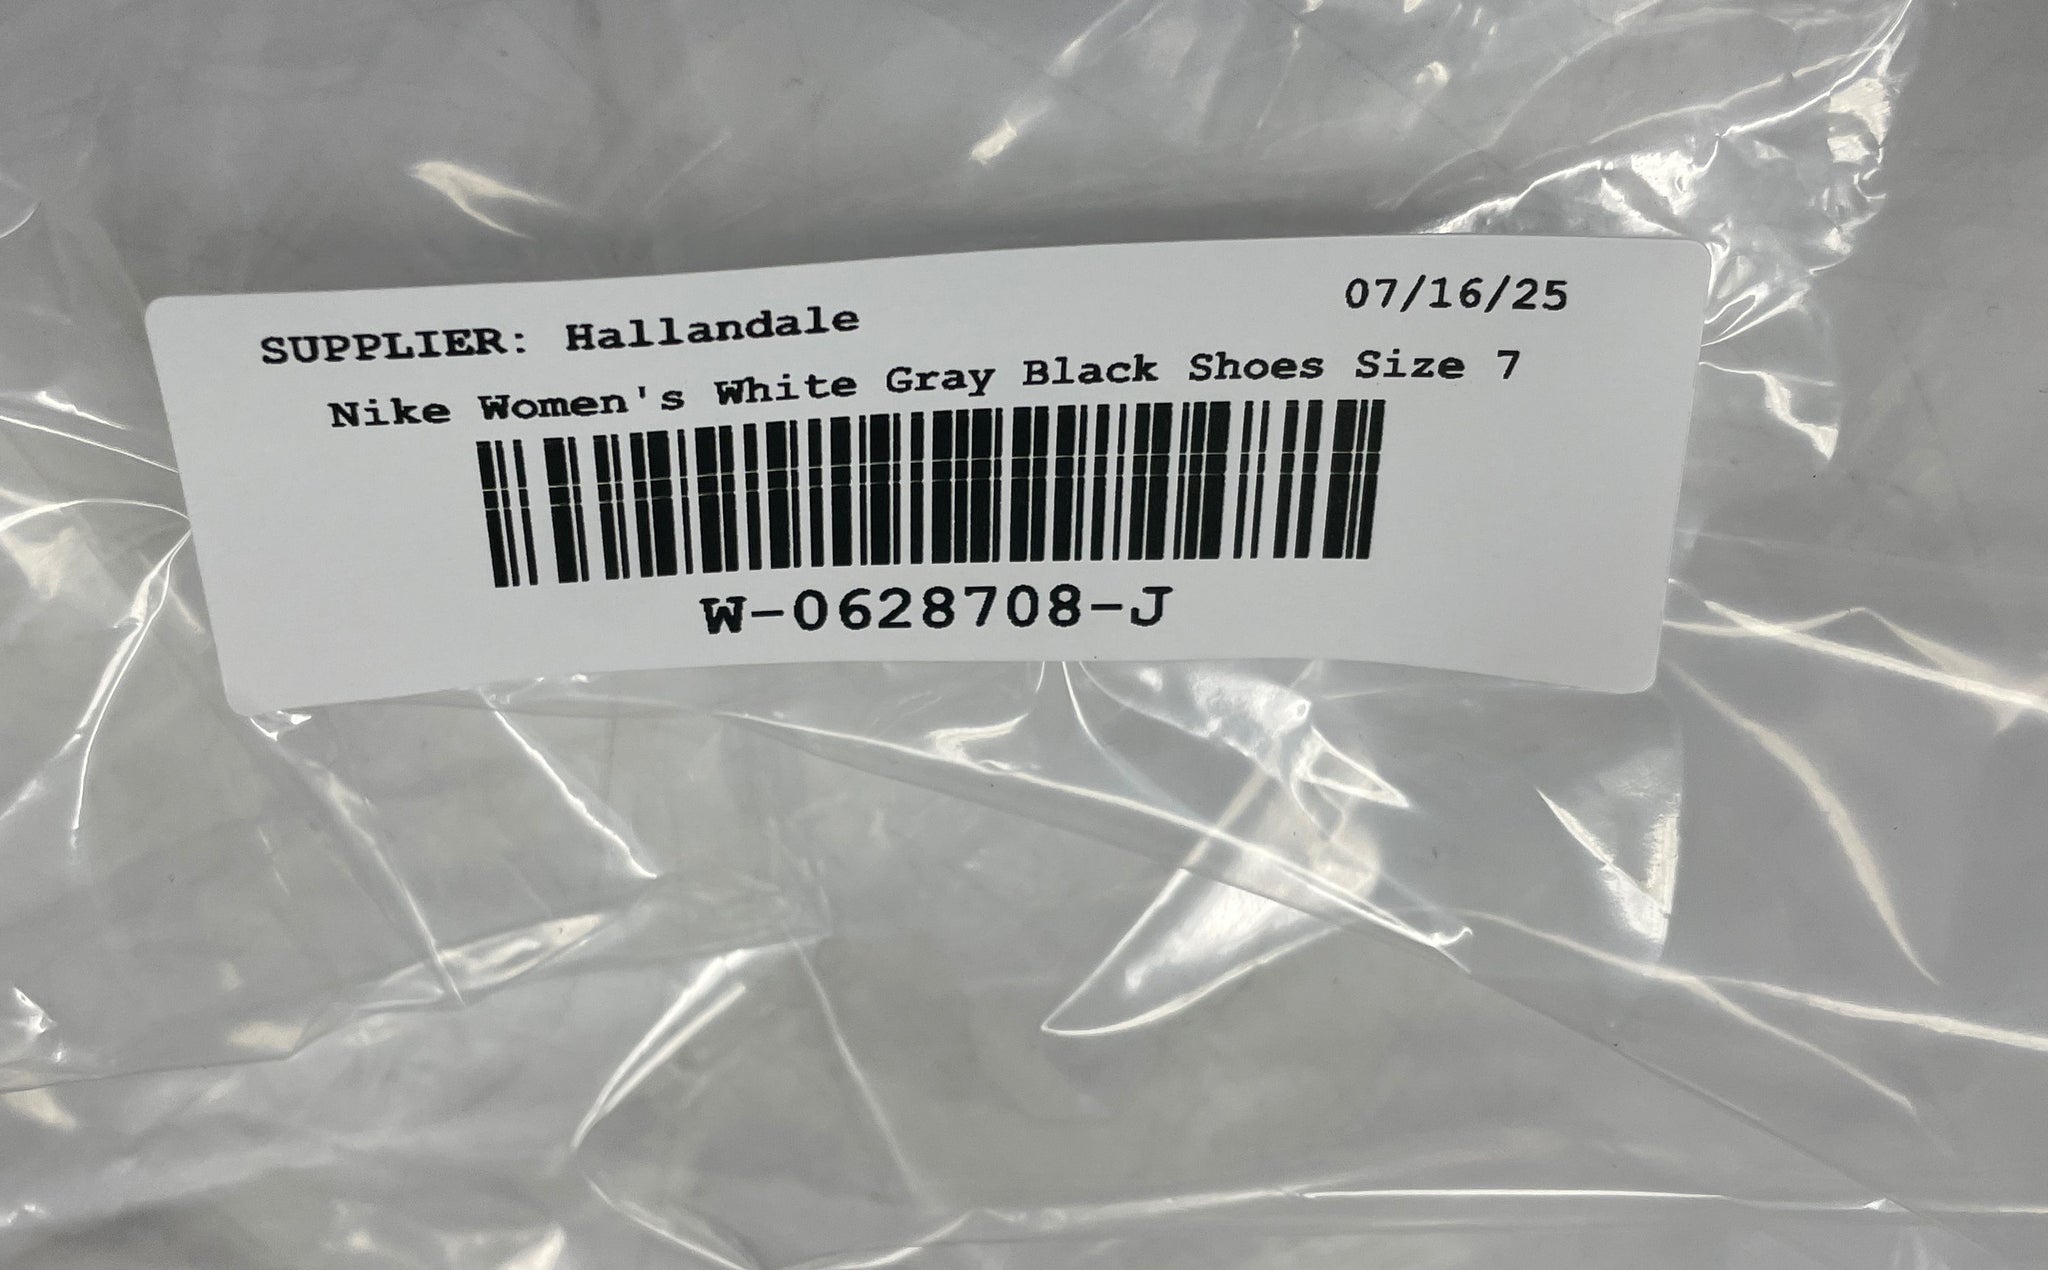 SUPPLIER: Hallandale 07/16/25
Nike Women's White Gray Black Shoes Size 7
W-0628708-J